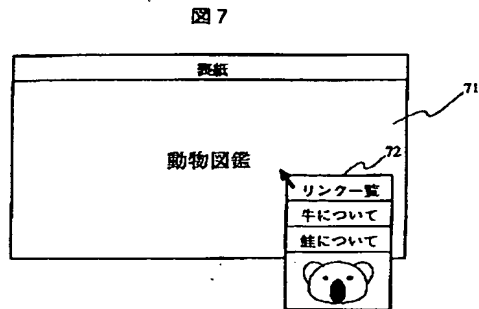 図7
表紙
71
動物図鑑
72
リンク一覧
牛について
鮭について